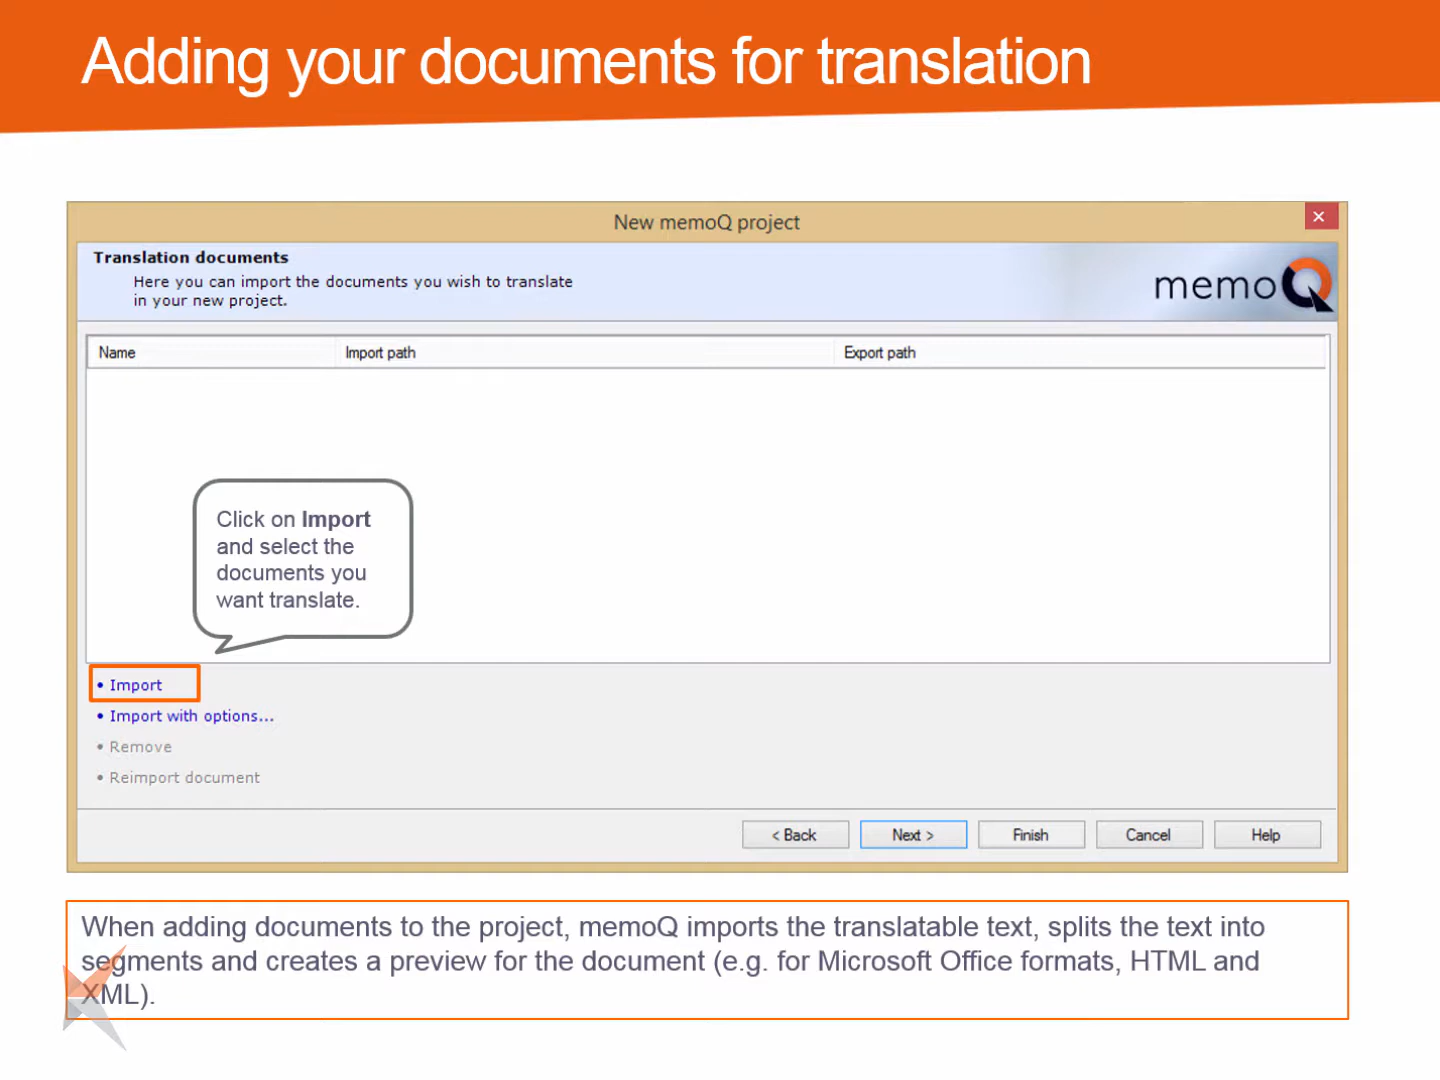 Adding your documents for translation
New memoQ project
Translation documents
Here you can import the documents you wish to translate
in your new project.
memoQ
Name Import path Export path
Click on Import
and select the
documents you
want translate.
• Import
• Import with options...
• Remove
• Reimport document
< Back Next > Finish Cancel Help
When adding documents to the project, memoQ imports the translatable text, splits the text into
segments and creates a preview for the document (e.g. for Microsoft Office formats, HTML and
XML).